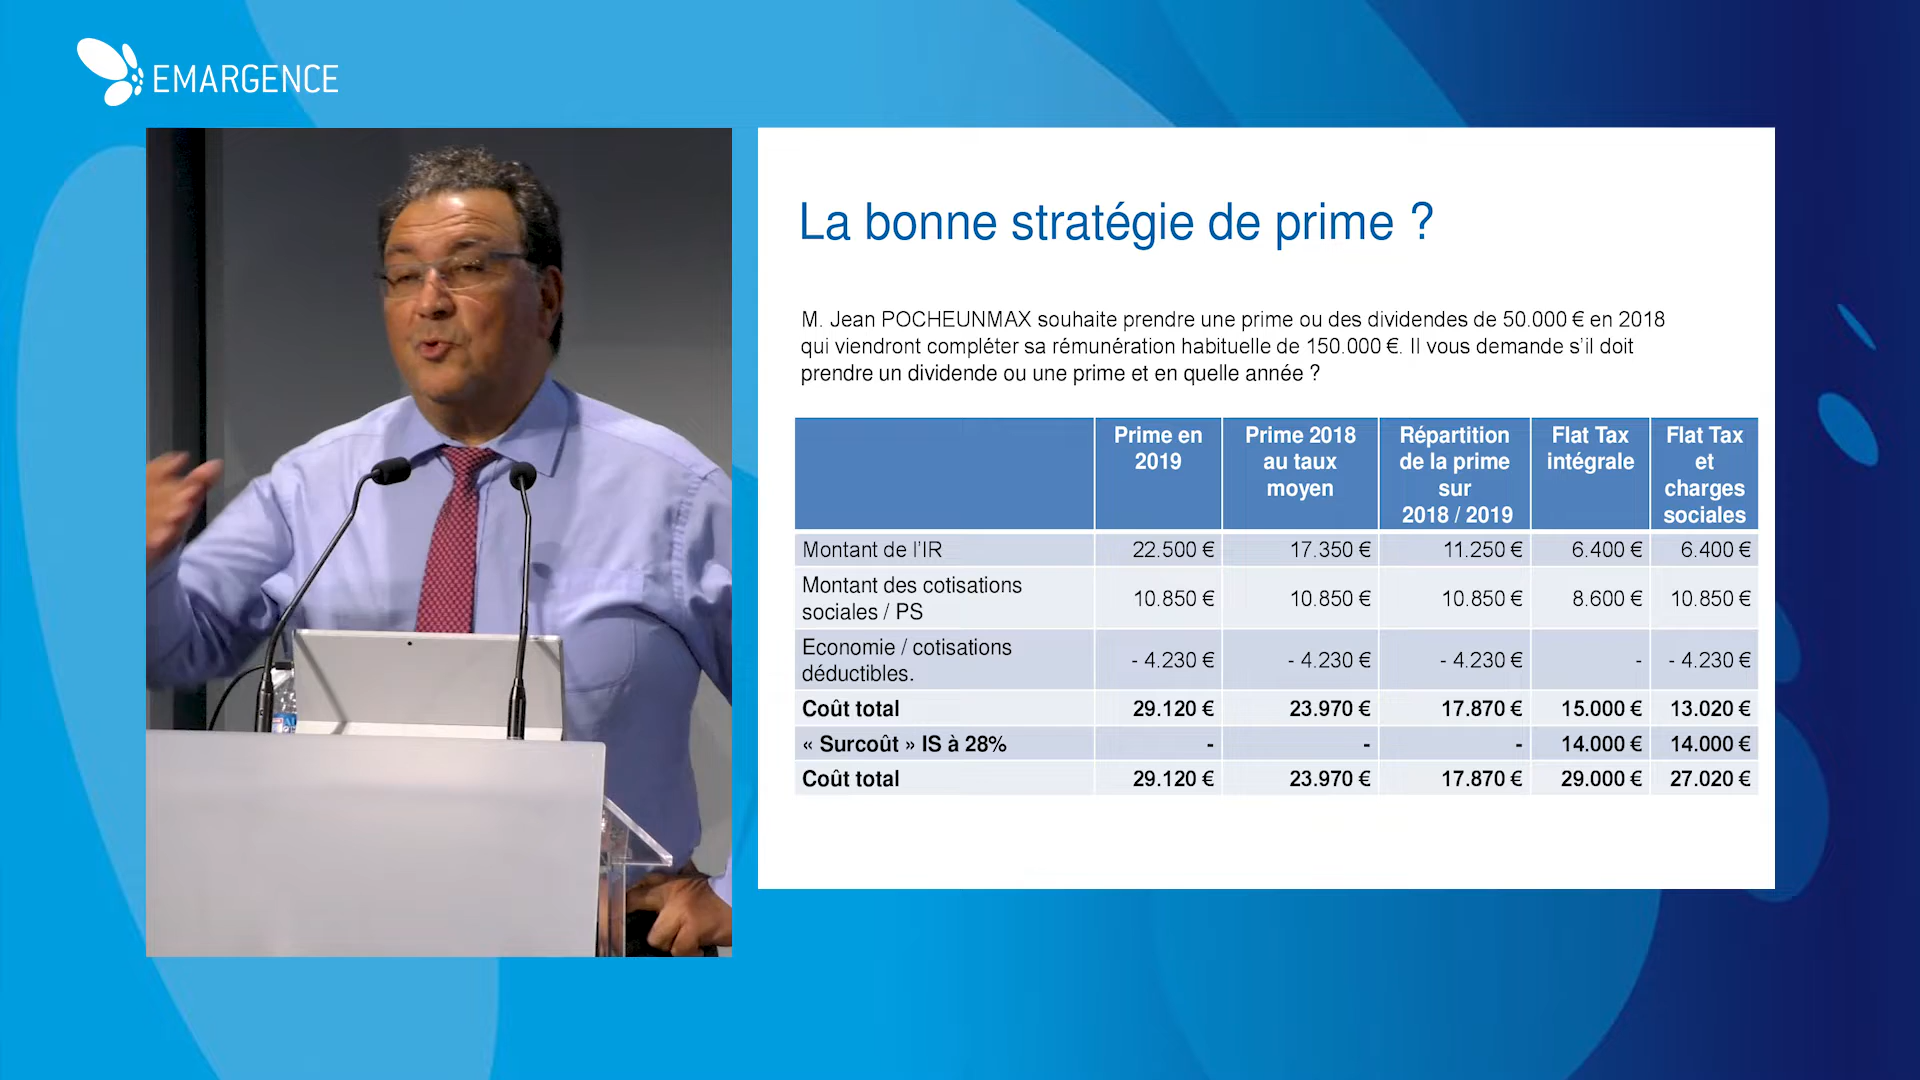 EMARGENCE
La bonne stratégie de prime ?
M. Jean POCHEUNMAX souhaite prendre une prime ou des dividendes de 50.000 € en 2018
qui viendront compléter sa rémunération habituelle de 150.000 €. Il vous demande s’il doit
prendre un dividende ou une prime et en quelle année ?
Prime en 2019 Prime 2018 au taux moyen Répartition de la prime sur 2018 / 2019 Flat Tax intégrale Flat Tax et charges sociales
Montant de l’IR 22.500 € 17.350 € 11.250 € 6.400 € 6.400 €
Montant des cotisations sociales / PS 10.850 € 10.850 € 10.850 € 8.600 € 10.850 €
Economie / cotisations déductibles. - 4.230 € - 4.230 € - 4.230 € - - 4.230 €
Coût total 29.120 € 23.970 € 17.870 € 15.000 € 13.020 €
« Surcoût » IS à 28% - - - 14.000 € 14.000 €
Coût total 29.120 € 23.970 € 17.870 € 29.000 € 27.020 €